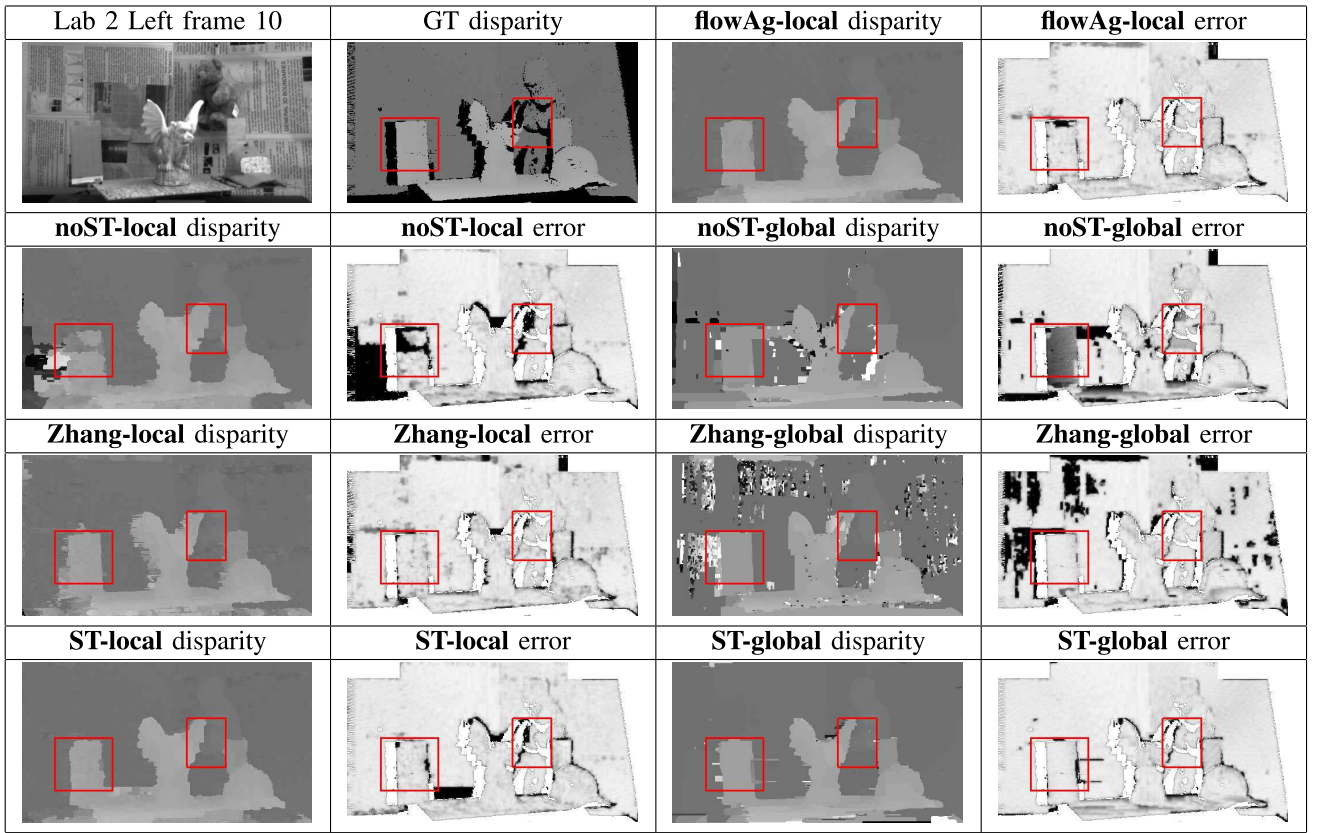 Lab 2 Left frame 10
GT disparity
flowAg-local disparity
flowAg-local error
noST-local disparity
noST-local error
noST-global disparity
noST-global error
Zhang-local disparity
Zhang-local error
Zhang-global disparity
Zhang-global error
ST-local disparity
ST-local error
ST-global disparity
ST-global error